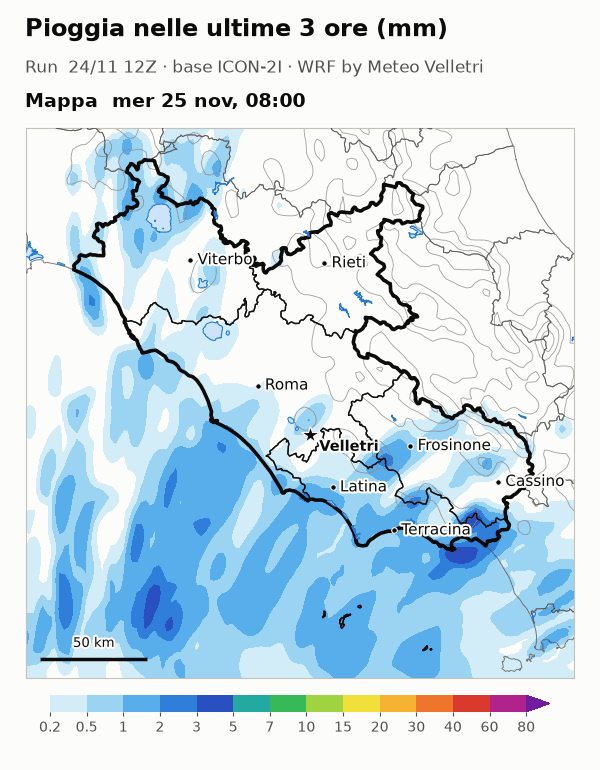 Pioggia nelle ultime 3 ore (mm)
Run  24/11 12Z · base ICON-2I · WRF by Meteo Velletri
Mappa  mer 25 nov, 08:00
Viterbo
Rieti
Roma
Velletri
Frosinone
Cassino
Latina
Terracina
50 km
0.2 0.5 1 2 3 5 7 10 15 20 30 40 60 80